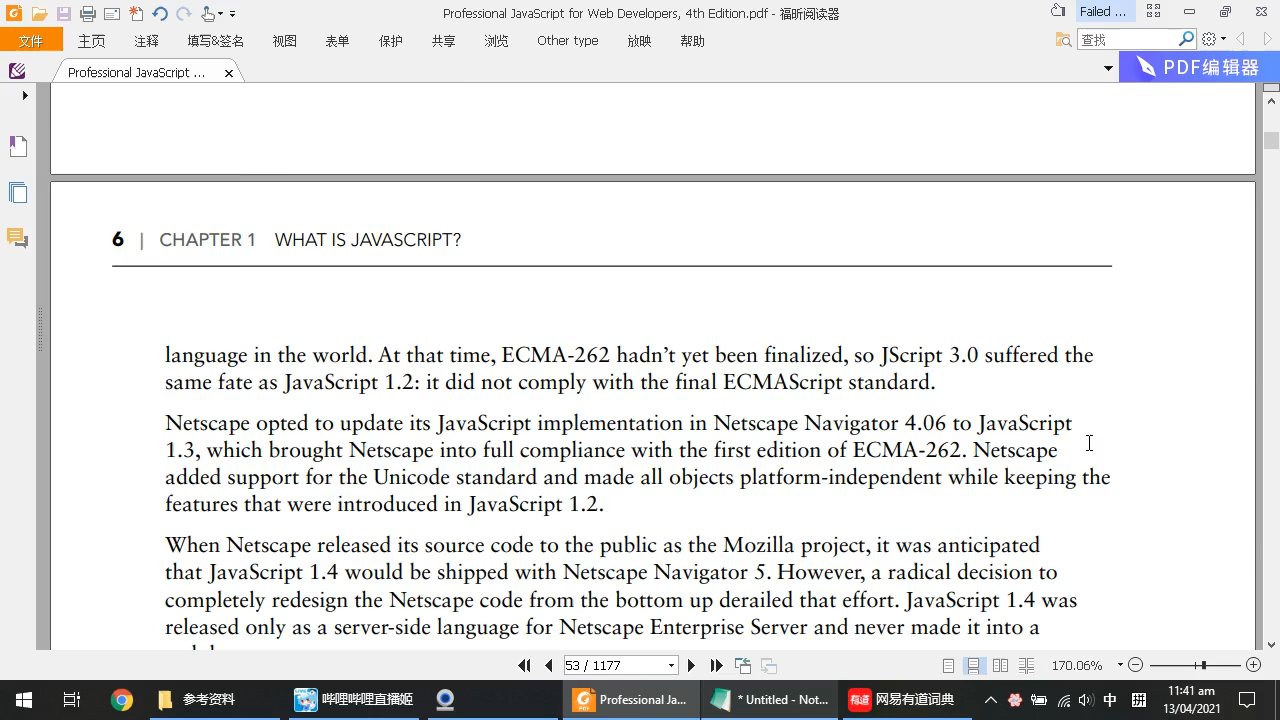 Professional JavaScript for Web Developers, 4th Edition.pdf - 福昕阅读器
Failed ...
文件 主页 注释 填写&签名 视图 表单 保护 共享 浏览 Other type 放映 帮助 查找
Professional JavaScript ... PDF编辑器
6 | CHAPTER 1 WHAT IS JAVASCRIPT?
language in the world. At that time, ECMA-262 hadn't yet been finalized, so JScript 3.0 suffered the
same fate as JavaScript 1.2: it did not comply with the final ECMAScript standard.
Netscape opted to update its JavaScript implementation in Netscape Navigator 4.06 to JavaScript
1.3, which brought Netscape into full compliance with the first edition of ECMA-262. Netscape
added support for the Unicode standard and made all objects platform-independent while keeping the
features that were introduced in JavaScript 1.2.
When Netscape released its source code to the public as the Mozilla project, it was anticipated
that JavaScript 1.4 would be shipped with Netscape Navigator 5. However, a radical decision to
completely redesign the Netscape code from the bottom up derailed that effort. JavaScript 1.4 was
released only as a server-side language for Netscape Enterprise Server and never made it into a
53 / 1177 170.06%
参考资料 哔哩哔哩直播姬 Professional Ja... * Untitled - Not... 网易有道词典 中 11:41 am
13/04/2021